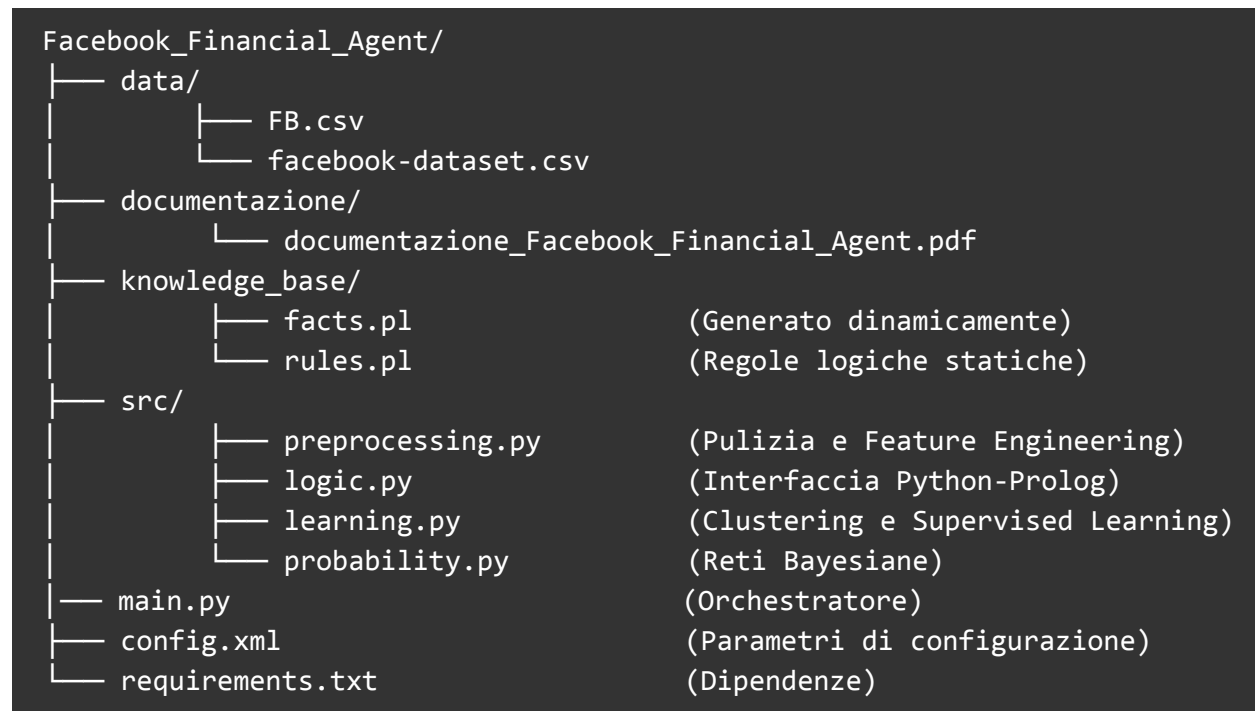 Facebook_Financial_Agent/
├── data/
│       ├── FB.csv
│       └── facebook-dataset.csv
├── documentazione/
│       └── documentazione_Facebook_Financial_Agent.pdf
├── knowledge_base/
│       ├── facts.pl                (Generato dinamicamente)
│       └── rules.pl                (Regole logiche statiche)
├── src/
│       ├── preprocessing.py        (Pulizia e Feature Engineering)
│       ├── logic.py                (Interfaccia Python-Prolog)
│       ├── learning.py             (Clustering e Supervised Learning)
│       └── probability.py          (Reti Bayesiane)
│── main.py                         (Orchestratore)
├── config.xml                      (Parametri di configurazione)
└── requirements.txt                (Dipendenze)